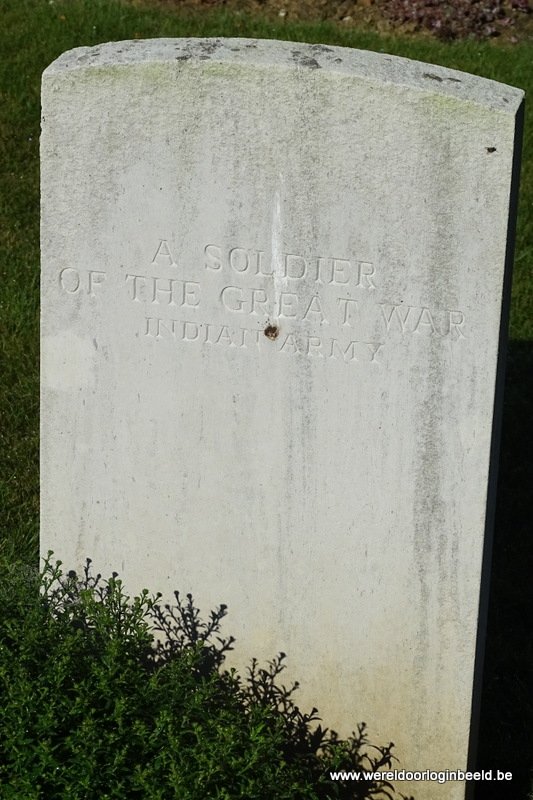 A SOLDIER
OF THE GREAT WAR
INDIAN ARMY
www.wereldoorloginbeeld.be